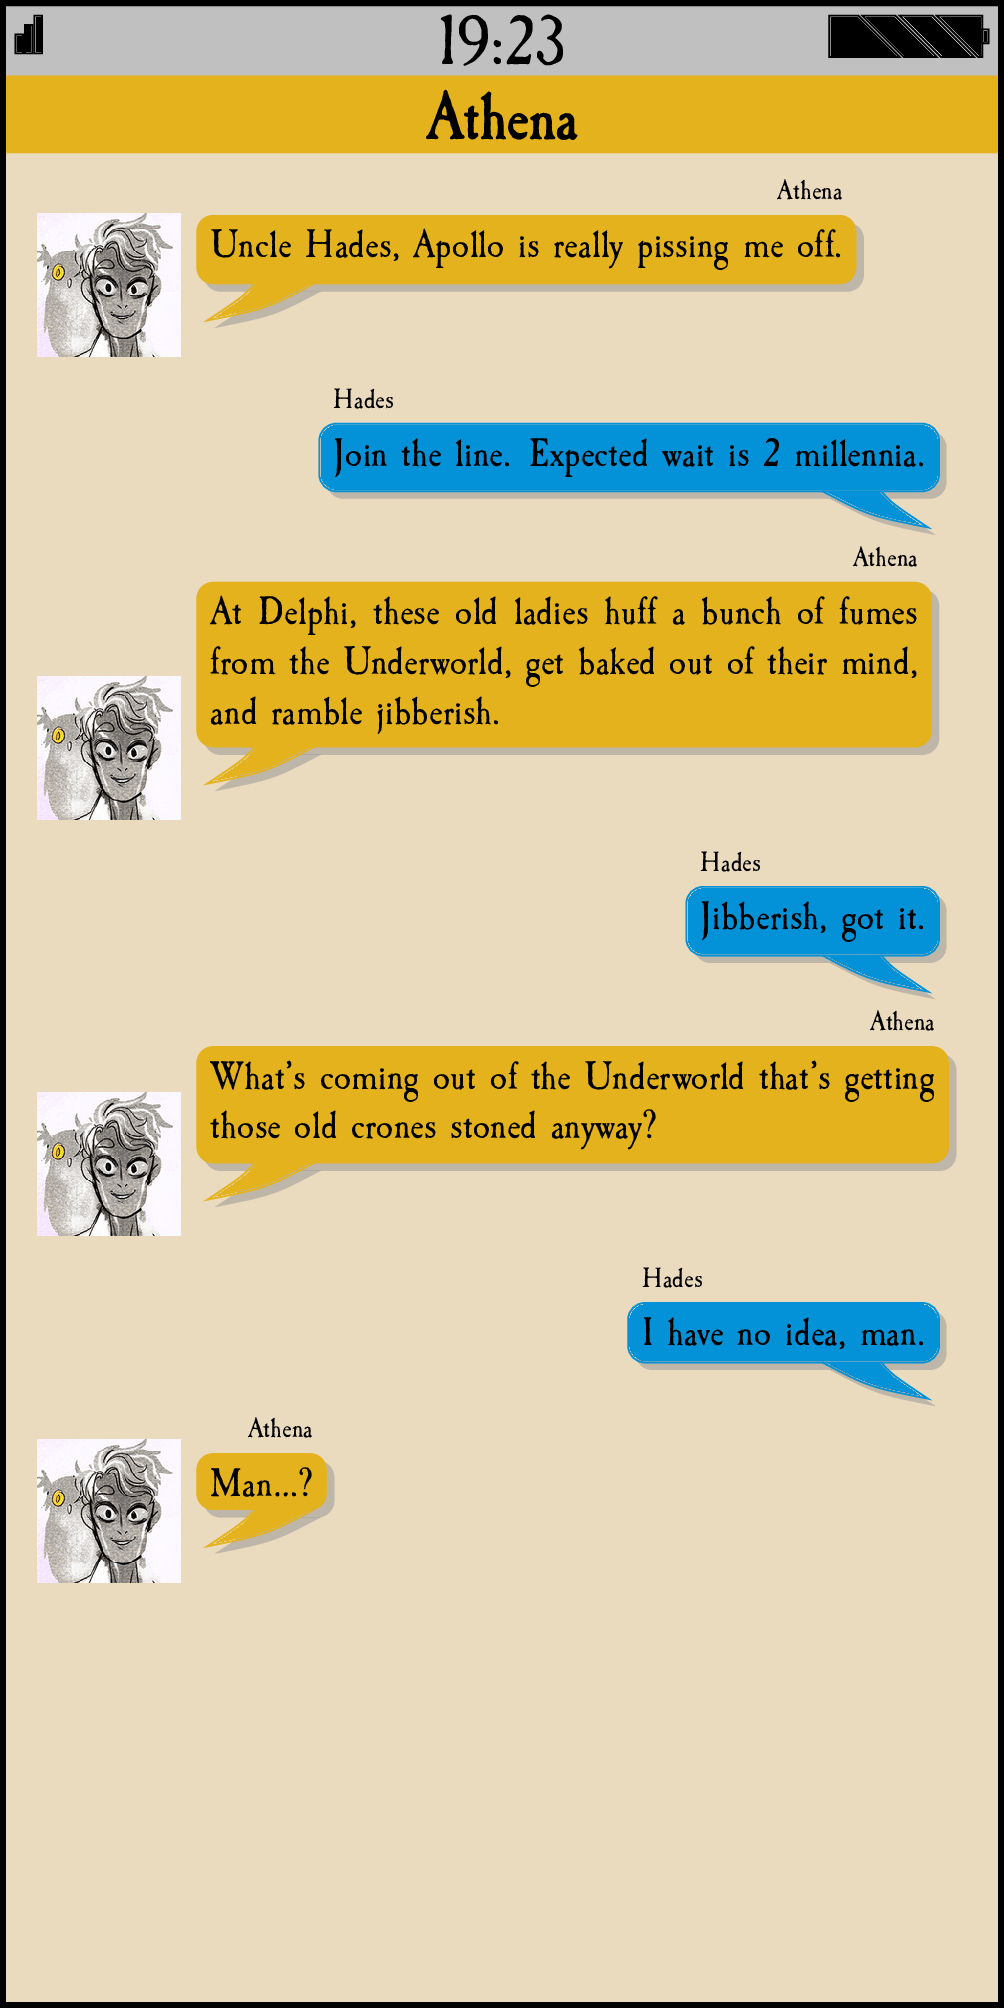 19:23
Athena
Athena
Uncle Hades, Apollo is really pissing me off.
Hades
Join the line. Expected wait is 2 millennia.
Athena
At Delphi, these old ladies huff a bunch of fumes
from the Underworld, get baked out of their mind,
and ramble jibberish.
Hades
Jibberish, got it.
Athena
What's coming out of the Underworld that's getting
those old crones stoned anyway?
Hades
I have no idea, man.
Athena
Man...?